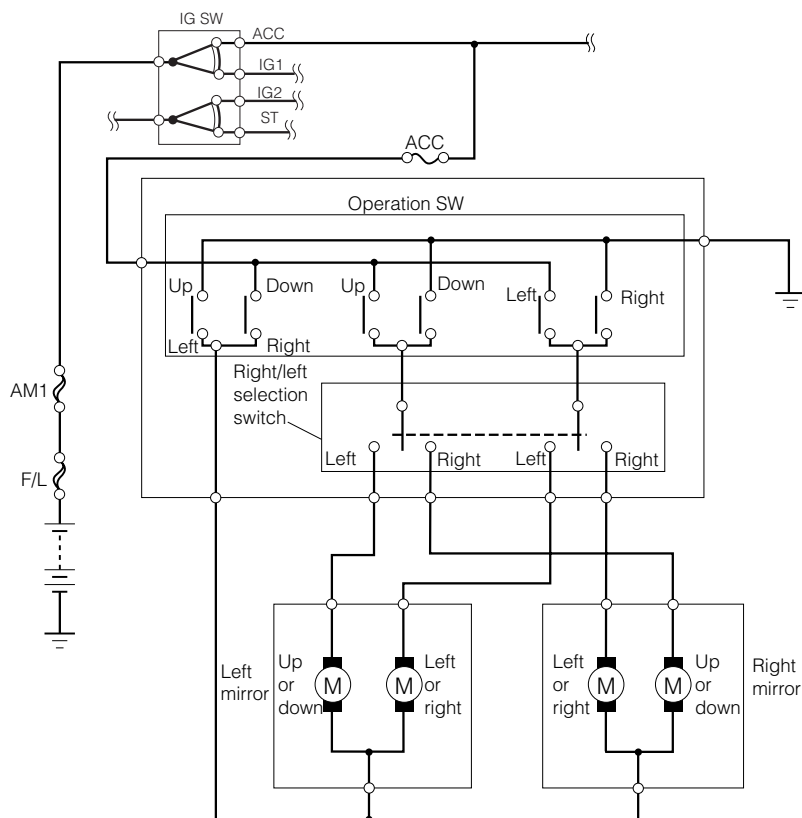 IG SW
ACC
IG1
IG2
ST
ACC
Operation SW
Up
Down
Up
Down
Left
Right
Left
Right
Right/left
selection
switch
Left
Right
Left
Right
AM1
F/L
Left
mirror
Up
or
down
M
M
Left
or
right
Left
or
right
M
M
Up
or
down
Right
mirror